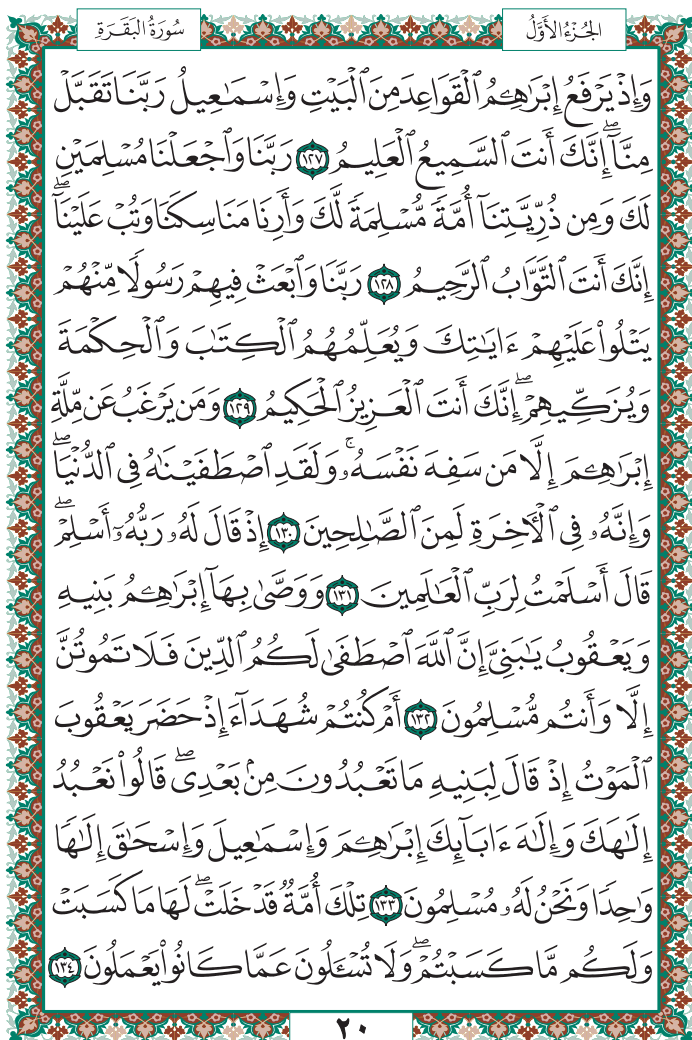 سُورَةُ البَقَرَةِ
الجُزْءُ الأَوَّلُ
وَإِذْ يَرْفَعُ إِبْرَٰهِـۧمُ ٱلْقَوَاعِدَ مِنَ ٱلْبَيْتِ وَإِسْمَـٰعِيلُ رَبَّنَا تَقَبَّلْ
مِنَّآۖ إِنَّكَ أَنتَ ٱلسَّمِيعُ ٱلْعَلِيمُ ١٢٧ رَبَّنَا وَٱجْعَلْنَا مُسْلِمَيْنِ
لَكَ وَمِن ذُرِّيَّتِنَآ أُمَّةً مُّسْلِمَةً لَّكَ وَأَرِنَا مَنَاسِكَنَا وَتُبْ عَلَيْنَآۖ
إِنَّكَ أَنتَ ٱلتَّوَّابُ ٱلرَّحِيمُ ١٢٨ رَبَّنَا وَٱبْعَثْ فِيهِمْ رَسُولًا مِّنْهُمْ
يَتْلُوا۟ عَلَيْهِمْ ءَايَـٰتِكَ وَيُعَلِّمُهُمُ ٱلْكِتَـٰبَ وَٱلْحِكْمَةَ
وَيُزَكِّيهِمْۖ إِنَّكَ أَنتَ ٱلْعَزِيزُ ٱلْحَكِيمُ ١٢٩ وَمَن يَرْغَبُ عَن مِّلَّةِ
إِبْرَٰهِـۧمَ إِلَّا مَن سَفِهَ نَفْسَهُۥۚ وَلَقَدِ ٱصْطَفَيْنَـٰهُ فِى ٱلدُّنْيَاۖ
وَإِنَّهُۥ فِى ٱلْـَٔاخِرَةِ لَمِنَ ٱلصَّـٰلِحِينَ ١٣٠ إِذْ قَالَ لَهُۥ رَبُّهُۥٓ أَسْلِمْۖ
قَالَ أَسْلَمْتُ لِرَبِّ ٱلْعَـٰلَمِينَ ١٣١ وَوَصَّىٰ بِهَآ إِبْرَٰهِـۧمُ بَنِيهِ
وَيَعْقُوبُ يَـٰبَنِىَّ إِنَّ ٱللَّهَ ٱصْطَفَىٰ لَكُمُ ٱلدِّينَ فَلَا تَمُوتُنَّ
إِلَّا وَأَنتُم مُّسْلِمُونَ ١٣٢ أَمْ كُنتُمْ شُهَدَآءَ إِذْ حَضَرَ يَعْقُوبَ
ٱلْمَوْتُ إِذْ قَالَ لِبَنِيهِ مَا تَعْبُدُونَ مِنۢ بَعْدِىۖ قَالُوا۟ نَعْبُدُ
إِلَـٰهَكَ وَإِلَـٰهَ ءَابَآئِكَ إِبْرَٰهِـۧمَ وَإِسْمَـٰعِيلَ وَإِسْحَـٰقَ إِلَـٰهًا
وَٰحِدًا وَنَحْنُ لَهُۥ مُسْلِمُونَ ١٣٣ تِلْكَ أُمَّةٌ قَدْ خَلَتْۖ لَهَا مَا كَسَبَتْ
وَلَكُم مَّا كَسَبْتُمْۖ وَلَا تُسْـَٔلُونَ عَمَّا كَانُوا۟ يَعْمَلُونَ ١٣٤
٢٠